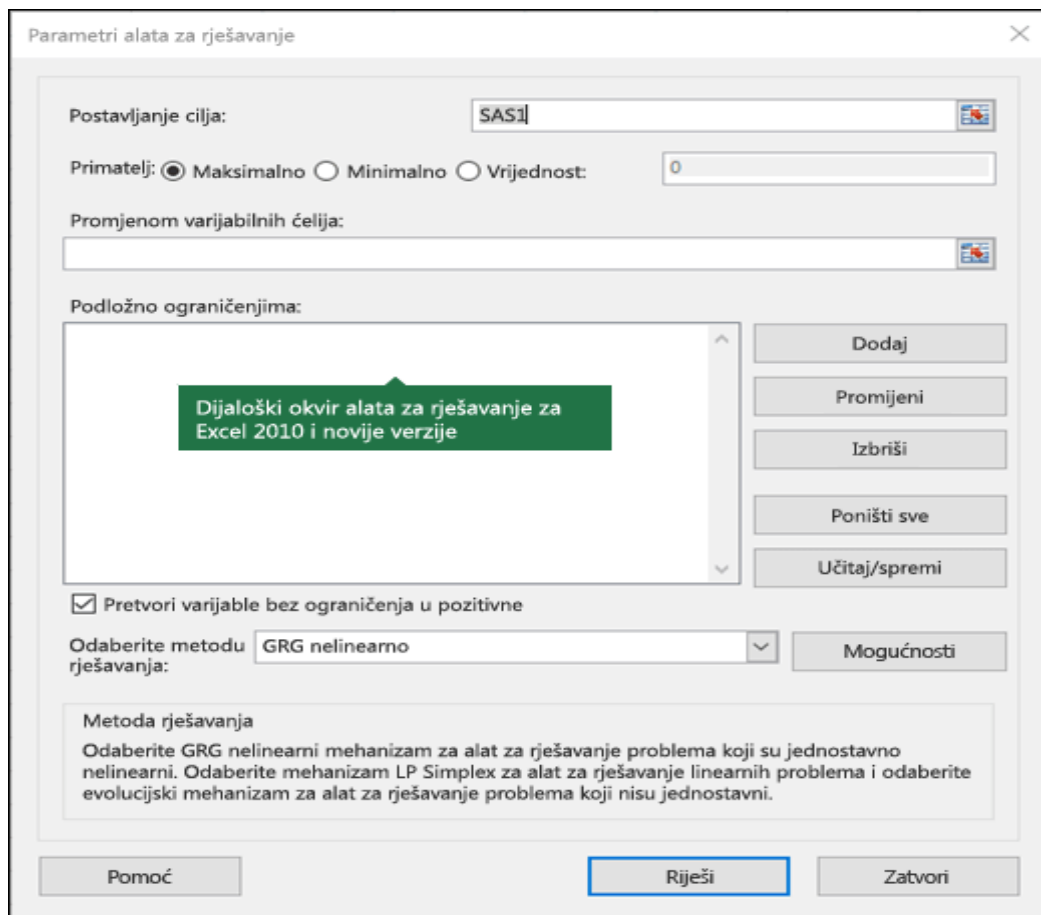 Parametri alata za rješavanje
Postavljanje cilja:
SAS1
Primatelj:
Maksimalno
Minimalno
Vrijednost:
0
Promjenom varijabilnih ćelija:
Podložno ograničenjima:
Dijaloški okvir alata za rješavanje za
Excel 2010 i novije verzije
Dodaj
Promijeni
Izbriši
Poništi sve
Učitaj/spremi
Pretvori varijable bez ograničenja u pozitivne
Odaberite metodu
rješavanja:
GRG nelinearno
Mogućnosti
Metoda rješavanja
Odaberite GRG nelinearni mehanizam za alat za rješavanje problema koji su jednostavno
nelinearni. Odaberite mehanizam LP Simplex za alat za rješavanje linearnih problema i odaberite
evolucijski mehanizam za alat za rješavanje problema koji nisu jednostavni.
Pomoć
Riješi
Zatvori